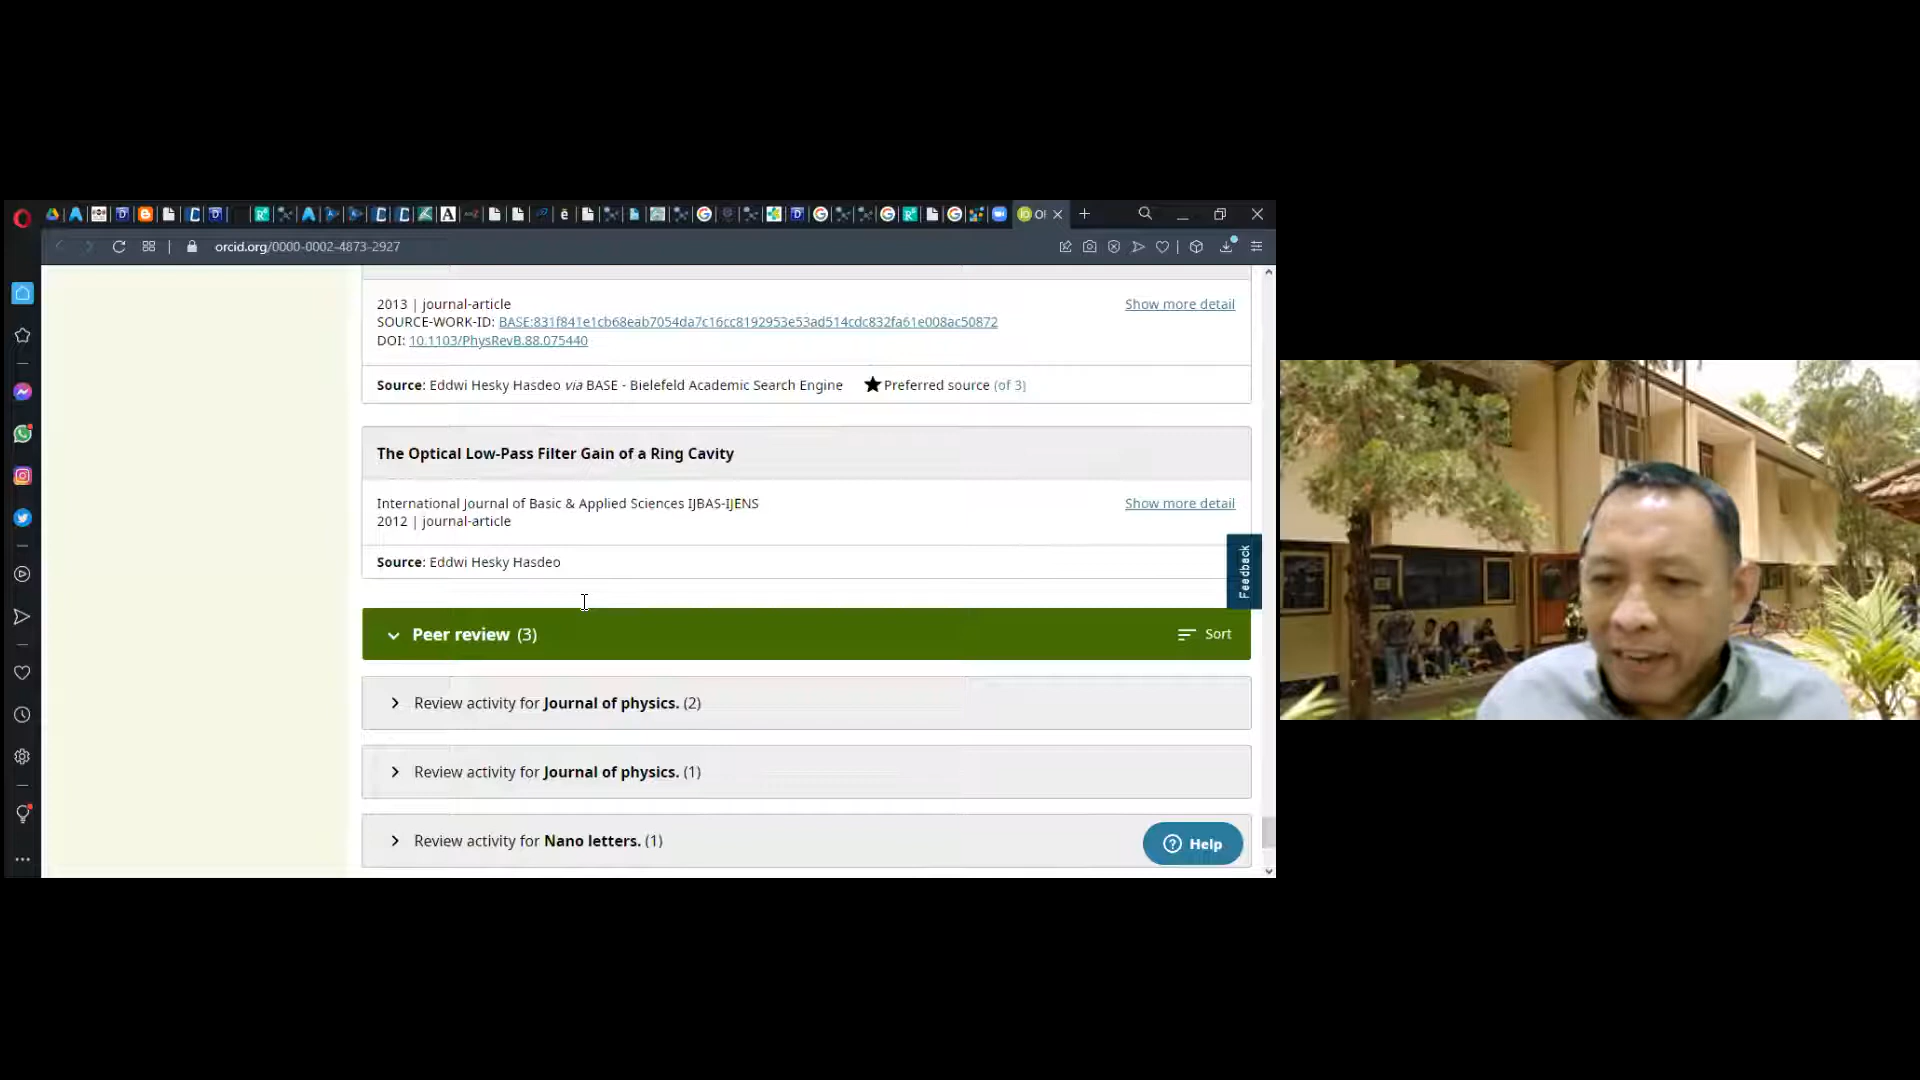 OR
orcid.org/0000-0002-4873-2927
2013 | journal-article
Show more detail
SOURCE-WORK-ID: BASE:831f841e1cb68eab7054da7c16cc8192953e53ad514cdc832fa61e008ac50872
DOI: 10.1103/PhysRevB.88.075440
Source: Eddwi Hesky Hasdeo via BASE - Bielefeld Academic Search Engine
Preferred source (of 3)
The Optical Low-Pass Filter Gain of a Ring Cavity
International Journal of Basic & Applied Sciences IJBAS-IJENS
Show more detail
2012 | journal-article
Source: Eddwi Hesky Hasdeo
Feedback
Peer review (3)
Sort
Review activity for Journal of physics. (2)
Review activity for Journal of physics. (1)
Review activity for Nano letters. (1)
Help